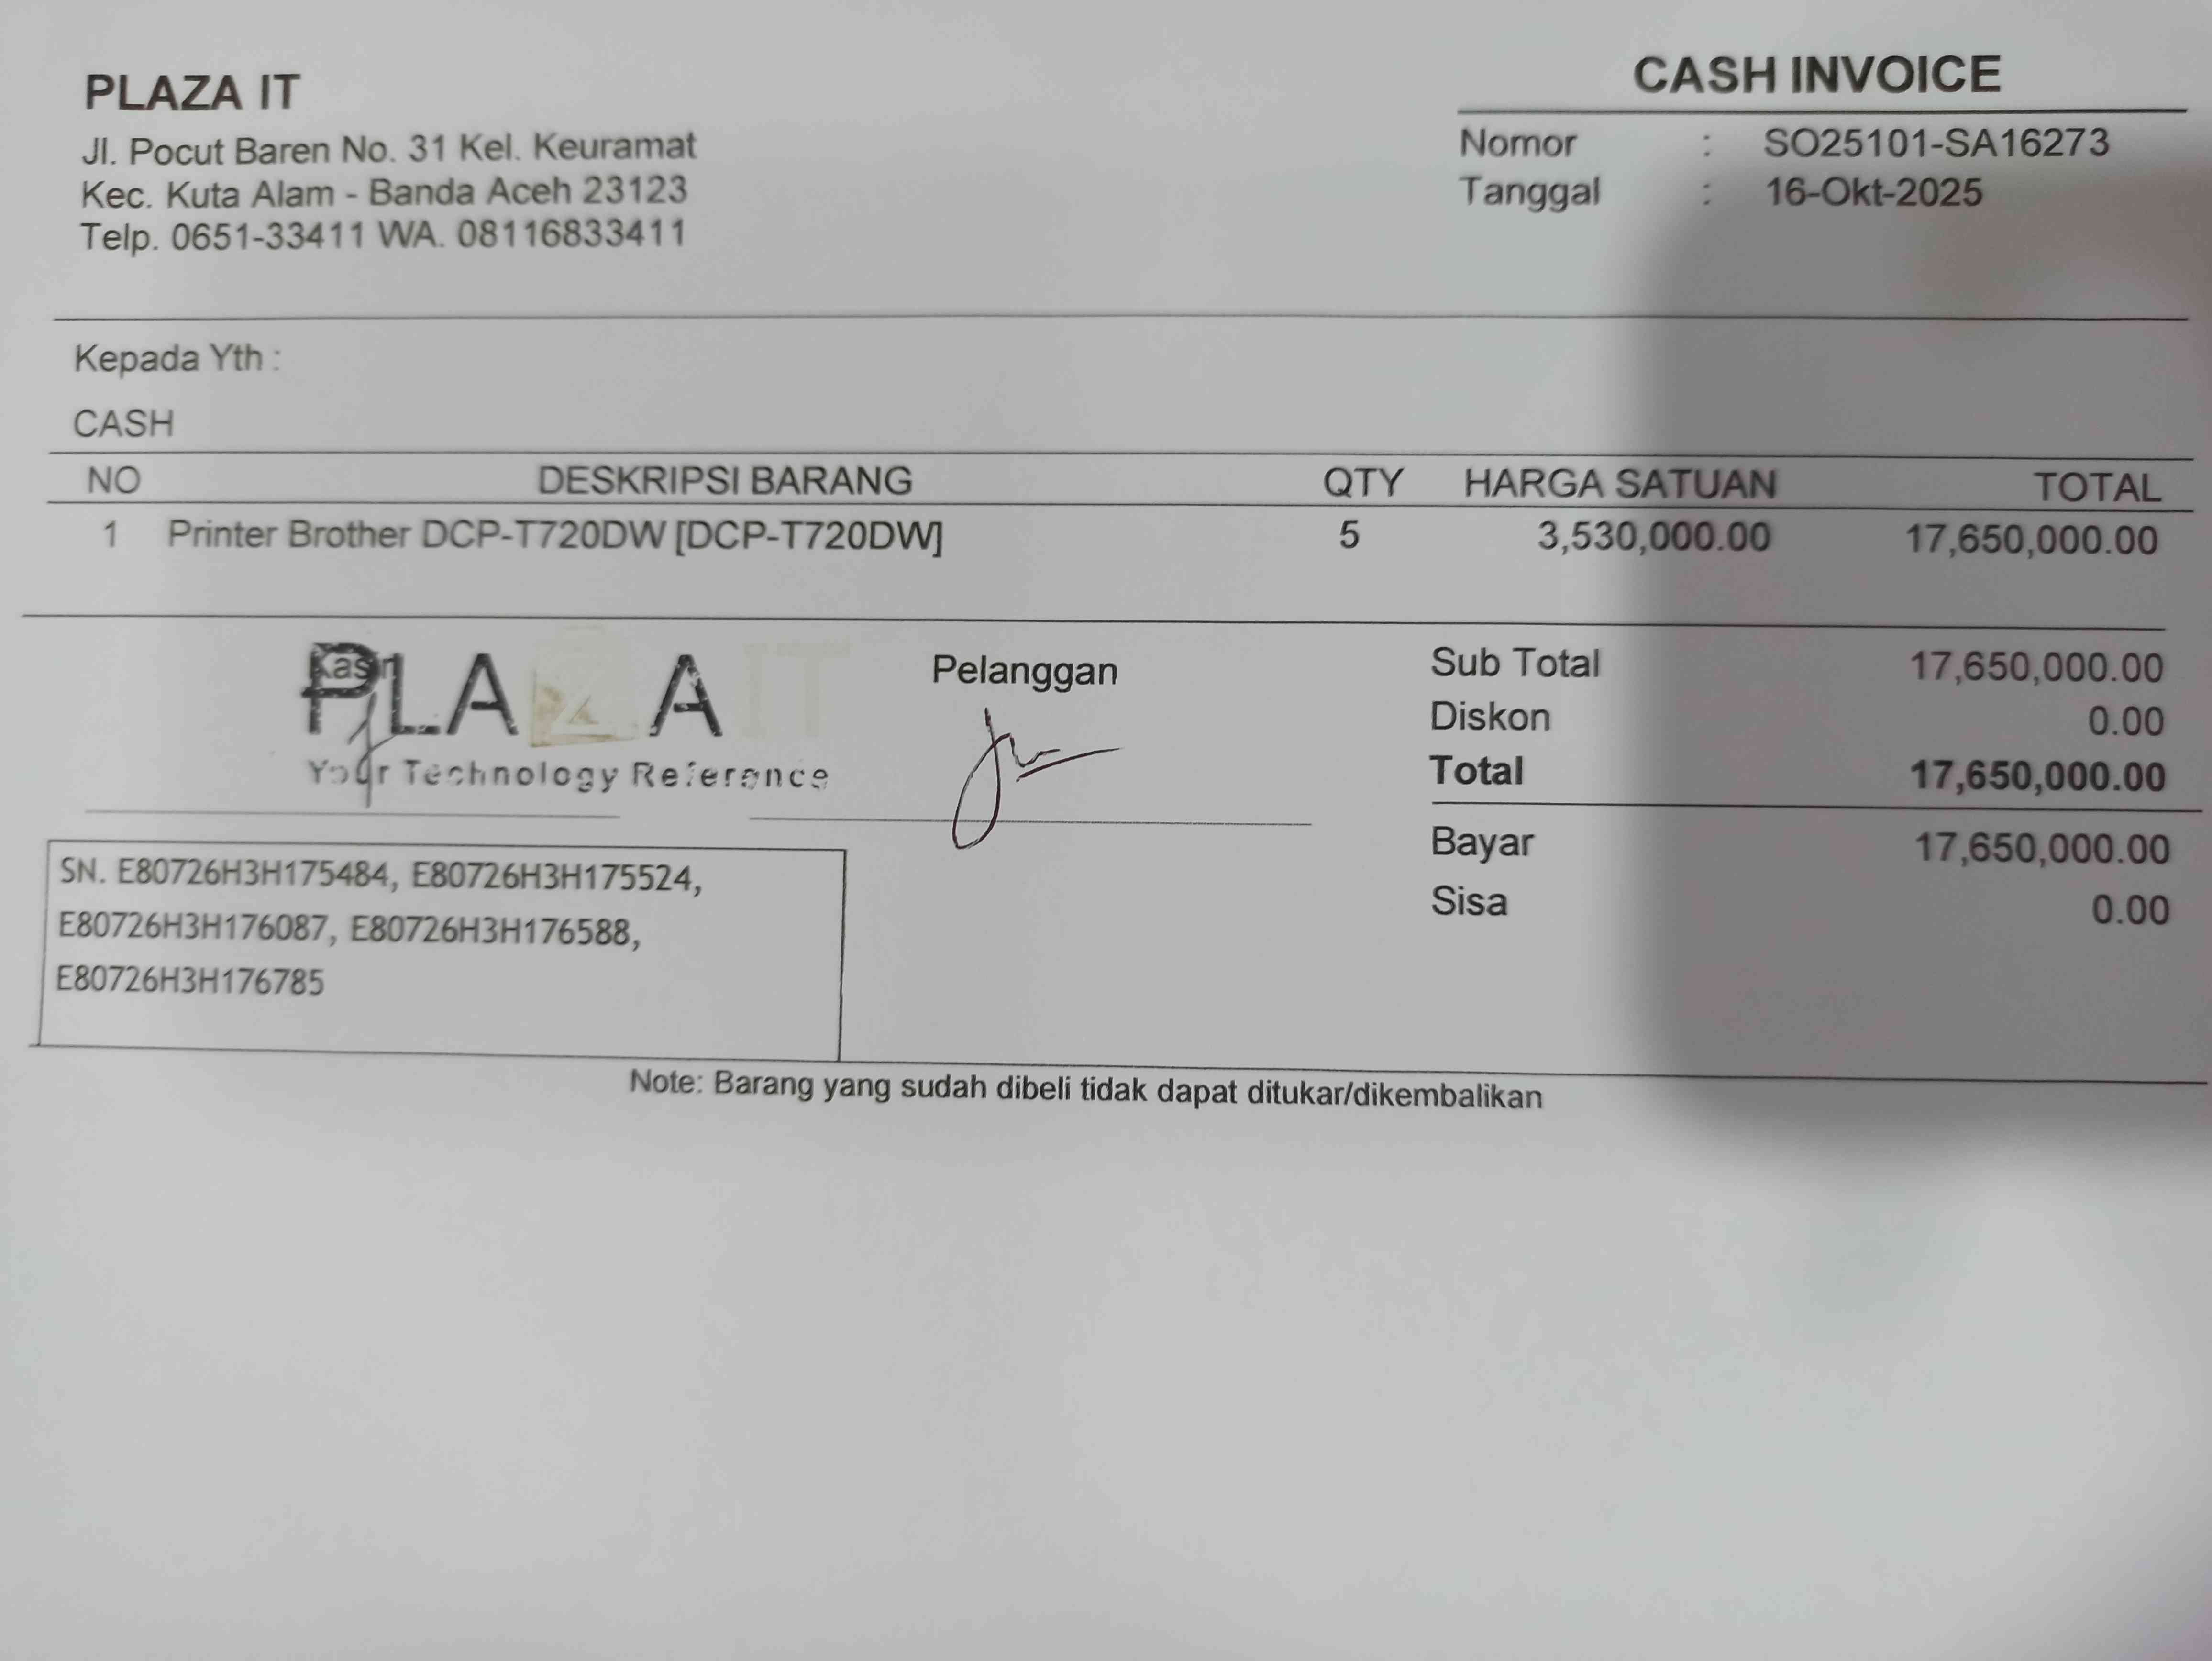 PLAZA IT
Jl. Pocut Baren No. 31 Kel. Keuramat
Kec. Kuta Alam - Banda Aceh 23123
Telp. 0651-33411 WA. 08116833411
CASH INVOICE
Nomor : SO25101-SA16273
Tanggal : 16-Okt-2025
Kepada Yth :
CASH
NO DESKRIPSI BARANG QTY HARGA SATUAN TOTAL
1 Printer Brother DCP-T720DW [DCP-T720DW] 5 3,530,000.00 17,650,000.00
Kasir
PLAZA IT
Your Technology Reference
Pelanggan
Sub Total 17,650,000.00
Diskon 0.00
Total 17,650,000.00
Bayar 17,650,000.00
Sisa 0.00
SN. E80726H3H175484, E80726H3H175524,
E80726H3H176087, E80726H3H176588,
E80726H3H176785
Note: Barang yang sudah dibeli tidak dapat ditukar/dikembalikan